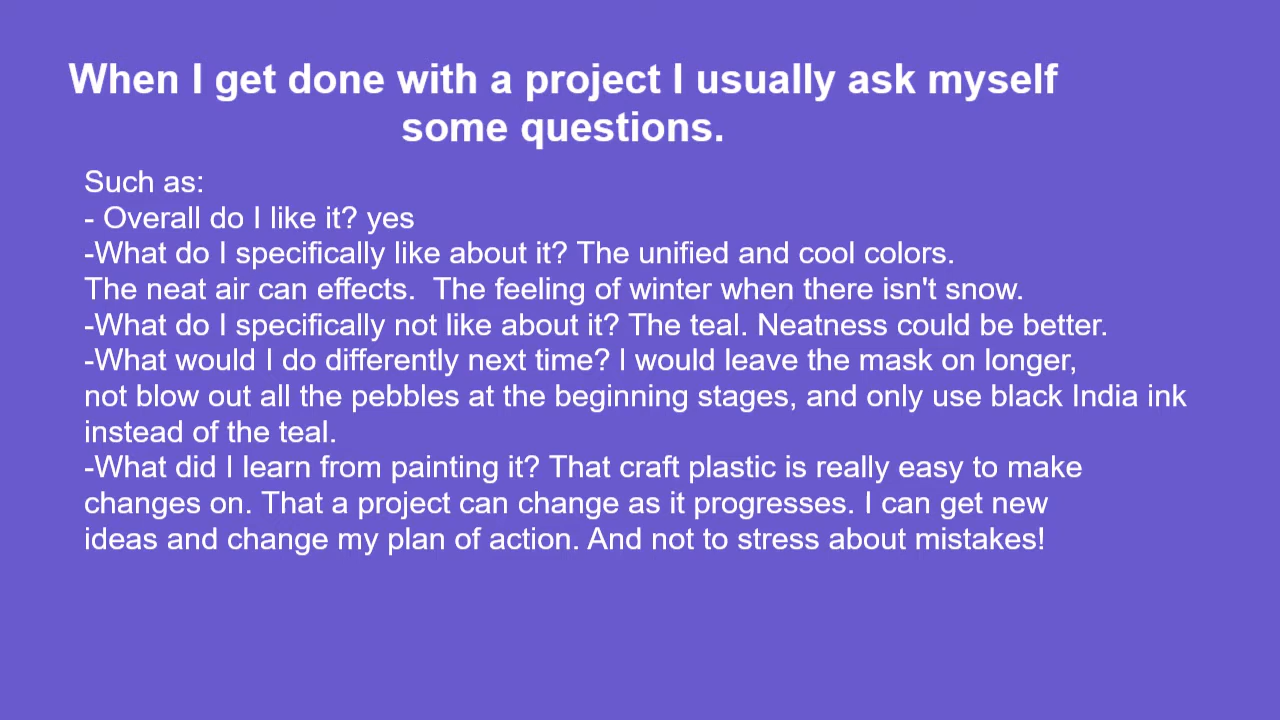 When I get done with a project I usually ask myself
some questions.
Such as:
- Overall do I like it? yes
-What do I specifically like about it? The unified and cool colors.
The neat air can effects.  The feeling of winter when there isn't snow.
-What do I specifically not like about it? The teal. Neatness could be better.
-What would I do differently next time? I would leave the mask on longer,
not blow out all the pebbles at the beginning stages, and only use black India ink
instead of the teal.
-What did I learn from painting it? That craft plastic is really easy to make
changes on. That a project can change as it progresses. I can get new
ideas and change my plan of action. And not to stress about mistakes!